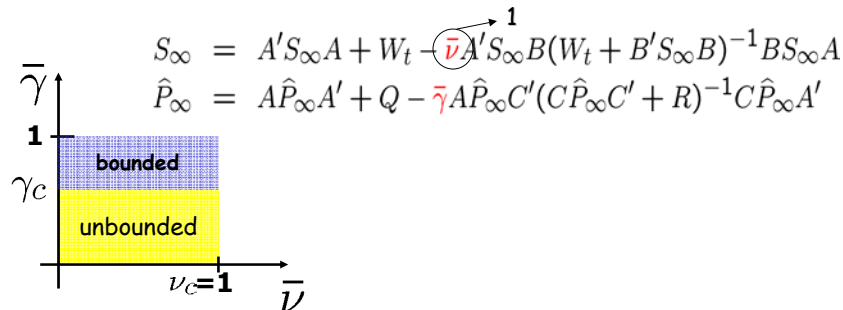 1
S∞ = A′S∞A + Wt − ν̄A′S∞B(Wt + B′S∞B)⁻¹BS∞A
P̂∞ = AP̂∞A′ + Q − γ̄AP̂∞C′(CP̂∞C′ + R)⁻¹CP̂∞A′
γ̄
1
bounded
γc
unbounded
νc=1
ν̄